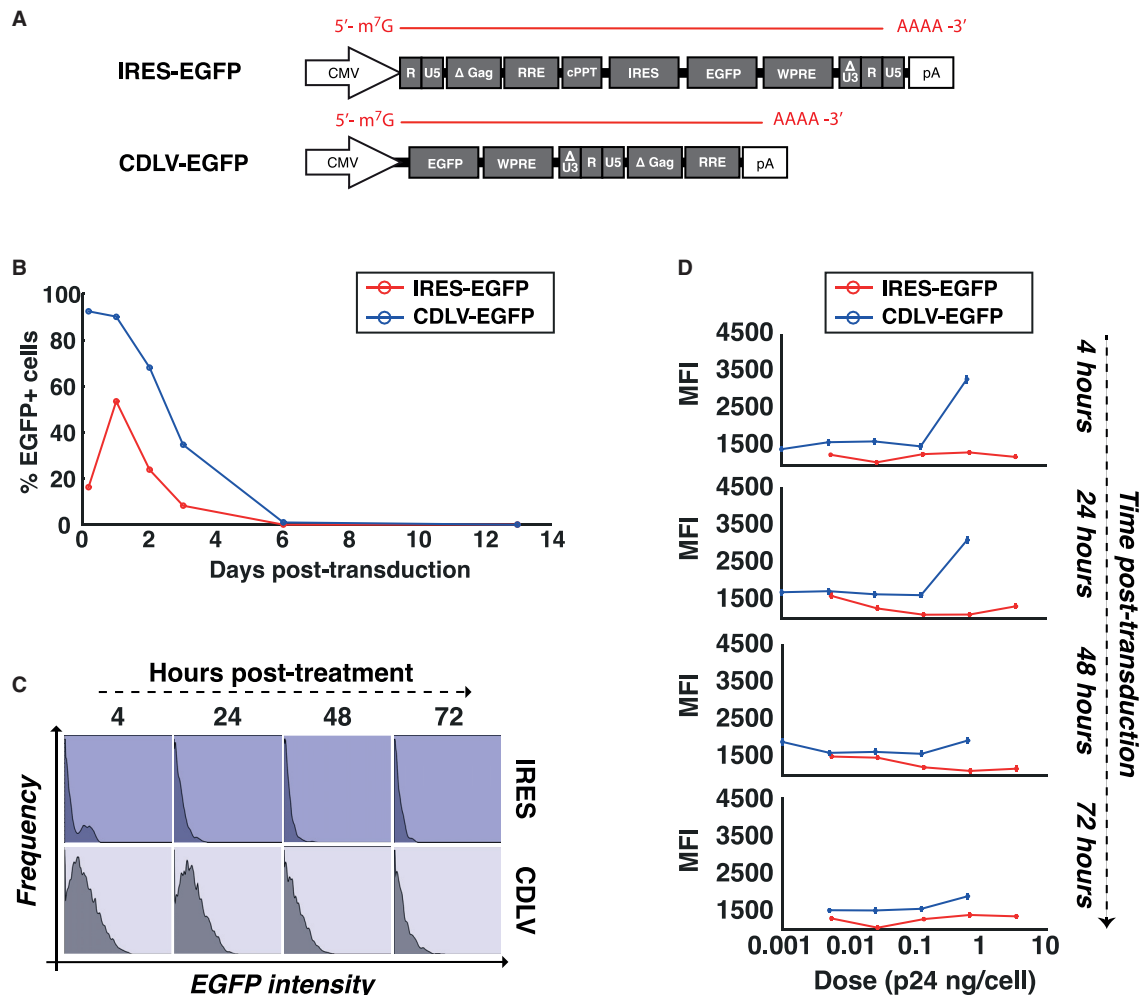 A
5'- m⁷G AAAA -3'
IRES-EGFP
CMV R U5 Δ Gag RRE cPPT IRES EGFP WPRE Δ U3 R U5 pA
5'- m⁷G AAAA -3'
CDLV-EGFP
CMV EGFP WPRE Δ U3 R U5 Δ Gag RRE pA
B
IRES-EGFP
CDLV-EGFP
% EGFP+ cells
100
80
60
40
20
0
0 2 4 6 8 10 12 14
Days post-transduction
C
Hours post-treatment
4 24 48 72
Frequency
IRES
CDLV
EGFP intensity
D
IRES-EGFP
CDLV-EGFP
MFI
4500
3500
2500
1500
4 hours
MFI
4500
3500
2500
1500
24 hours
MFI
4500
3500
2500
1500
48 hours
MFI
4500
3500
2500
1500
72 hours
Time post-transduction
0.001 0.01 0.1 1 10
Dose (p24 ng/cell)